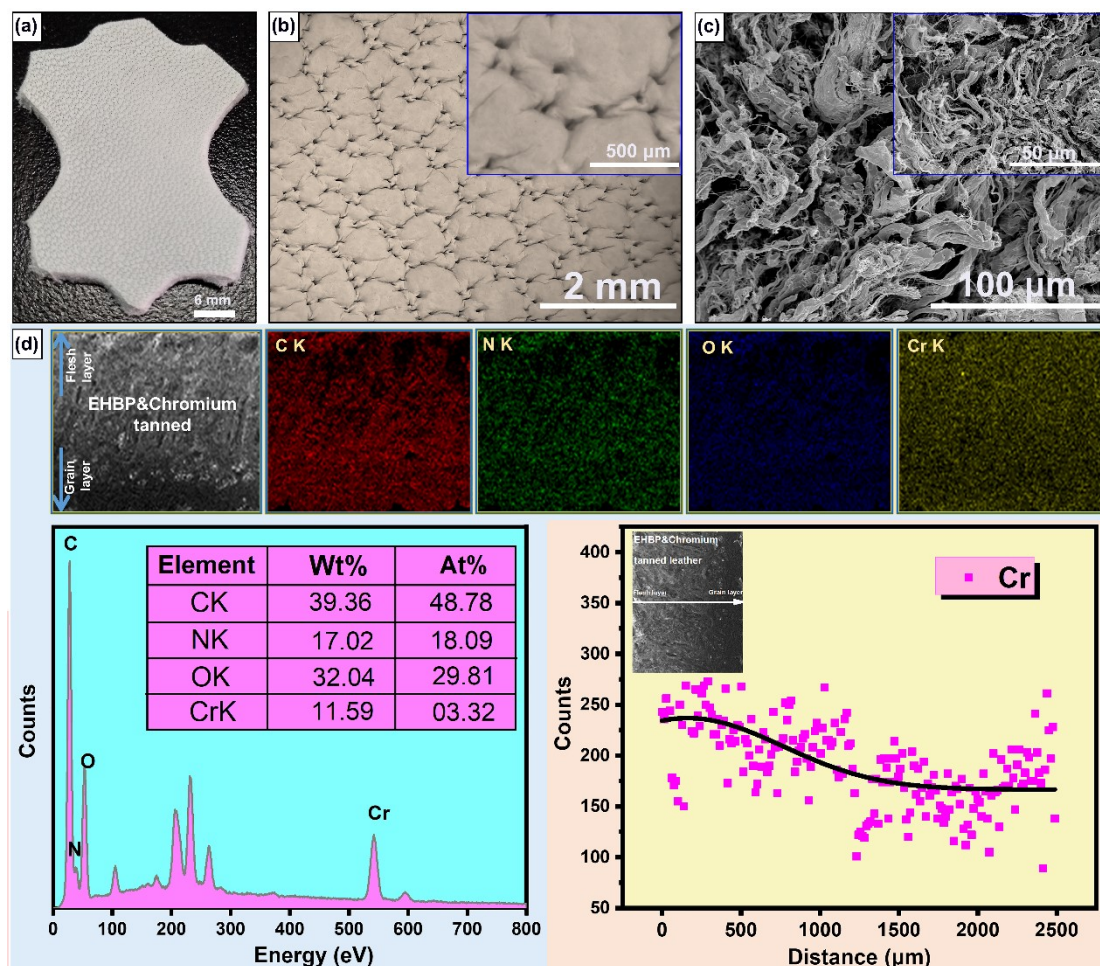 (a)
6 mm
(b)
500 µm
2 mm
(c)
50 µm
100 µm
(d)
Flesh
layer
EHBP&Chromium
tanned
Grain
layer
C K
N K
O K
Cr K
C
N
O
Cr
Element Wt% At%
CK 39.36 48.78
NK 17.02 18.09
OK 32.04 29.81
CrK 11.59 03.32
Counts
0 100 200 300 400 500 600 700 800
Energy (eV)
EHBP&Chromium
tanned leather
Flesh layer Grain layer
Cr
400
350
300
250
200
150
100
50
Counts
0 500 1000 1500 2000 2500
Distance (µm)